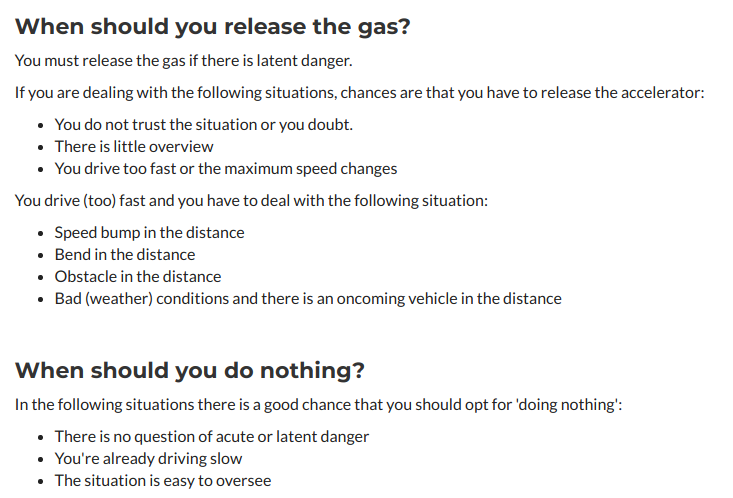 When should you release the gas?
You must release the gas if there is latent danger.
If you are dealing with the following situations, chances are that you have to release the accelerator:
• You do not trust the situation or you doubt.
• There is little overview
• You drive too fast or the maximum speed changes
You drive (too) fast and you have to deal with the following situation:
• Speed bump in the distance
• Bend in the distance
• Obstacle in the distance
• Bad (weather) conditions and there is an oncoming vehicle in the distance
When should you do nothing?
In the following situations there is a good chance that you should opt for 'doing nothing':
• There is no question of acute or latent danger
• You're already driving slow
• The situation is easy to oversee